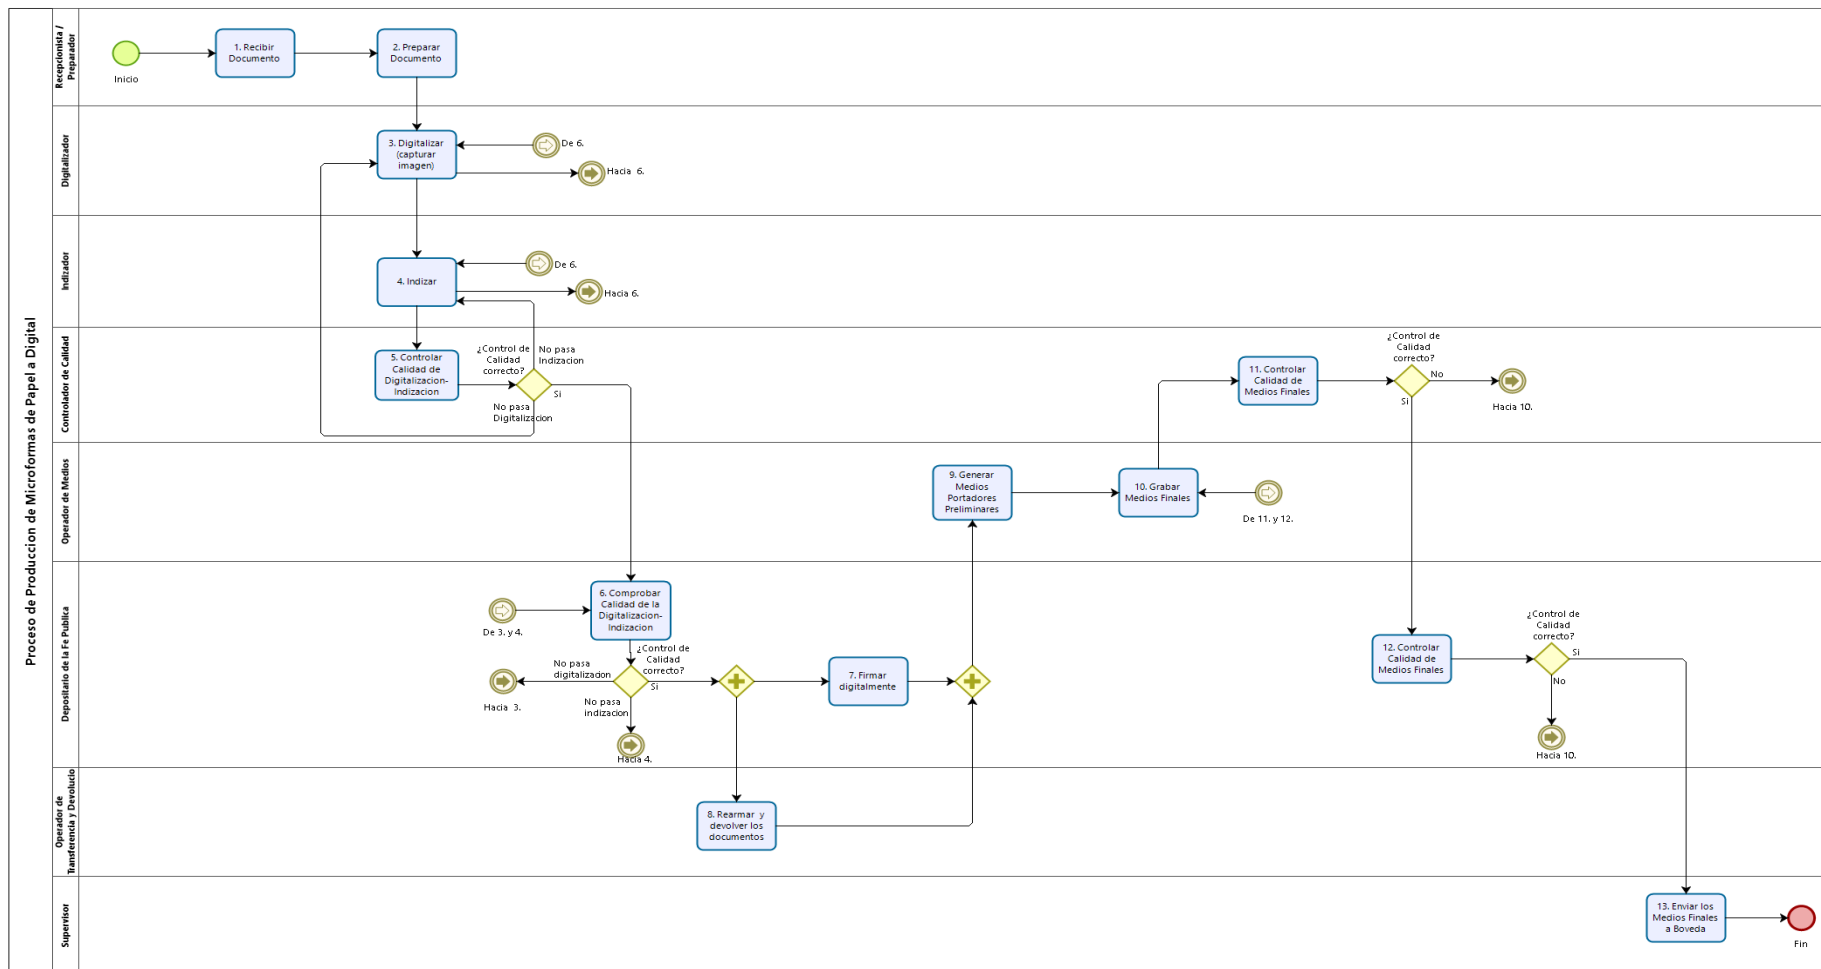 Proceso de Produccion de Microformas de Papel a Digital
Recepcionista /
Preparador
Inicio
1. Recibir
Documento
2. Preparar
Documento
Digitalizador
3. Digitalizar
(capturar
imagen)
De 6.
Hacia 6.
Indizador
4. Indizar
De 6.
Hacia 6.
Controlador de Calidad
5. Controlar
Calidad de
Digitalizacion-
Indizacion
¿Control de
Calidad
correcto?
No pasa
Indizacion
Si
No pasa
Digitalizacion
11. Controlar
Calidad de
Medios Finales
¿Control de
Calidad
correcto?
No
Si
Hacia 10.
Operador de Medios
9. Generar
Medios
Portadores
Preliminares
10. Grabar
Medios Finales
De 11. y 12.
Depositario de la Fe Publica
De 3. y 4.
6. Comprobar
Calidad de la
Digitalizacion-
Indizacion
¿Control de
Calidad
correcto?
No pasa
digitalizacion
Si
Hacia 3.
No pasa
indizacion
Hacia 4.
7. Firmar
digitalmente
12. Controlar
Calidad de
Medios Finales
¿Control de
Calidad
correcto?
Si
No
Hacia 10.
Operador de
Transferencia y Devolucio
8. Rearmar y
devolver los
documentos
Supervisor
13. Enviar los
Medios Finales
a Boveda
Fin